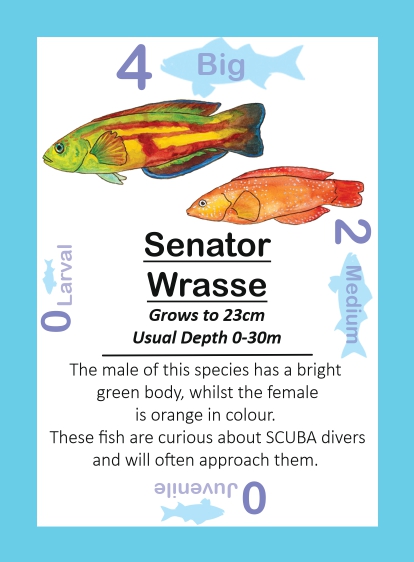 4 Big
Senator
Wrasse
Grows to 23cm
Usual Depth 0-30m
2 Medium
0 Larval
The male of this species has a bright
green body, whilst the female
is orange in colour.
These fish are curious about SCUBA divers
and will often approach them.
0 Juvenile